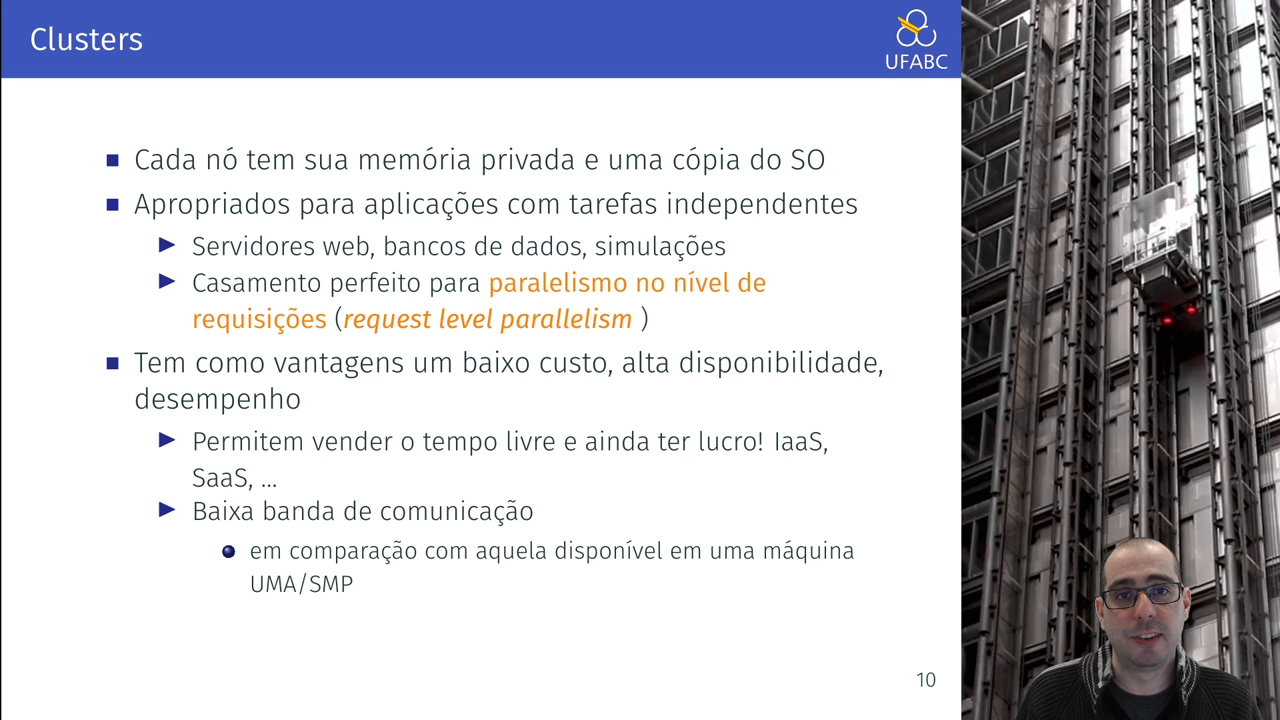 Clusters
UFABC
Cada nó tem sua memória privada e uma cópia do SO
Apropriados para aplicações com tarefas independentes
Servidores web, bancos de dados, simulações
Casamento perfeito para paralelismo no nível de
requisições (request level parallelism )
Tem como vantagens um baixo custo, alta disponibilidade,
desempenho
Permitem vender o tempo livre e ainda ter lucro! IaaS,
SaaS, ...
Baixa banda de comunicação
em comparação com aquela disponível em uma máquina
UMA/SMP
10